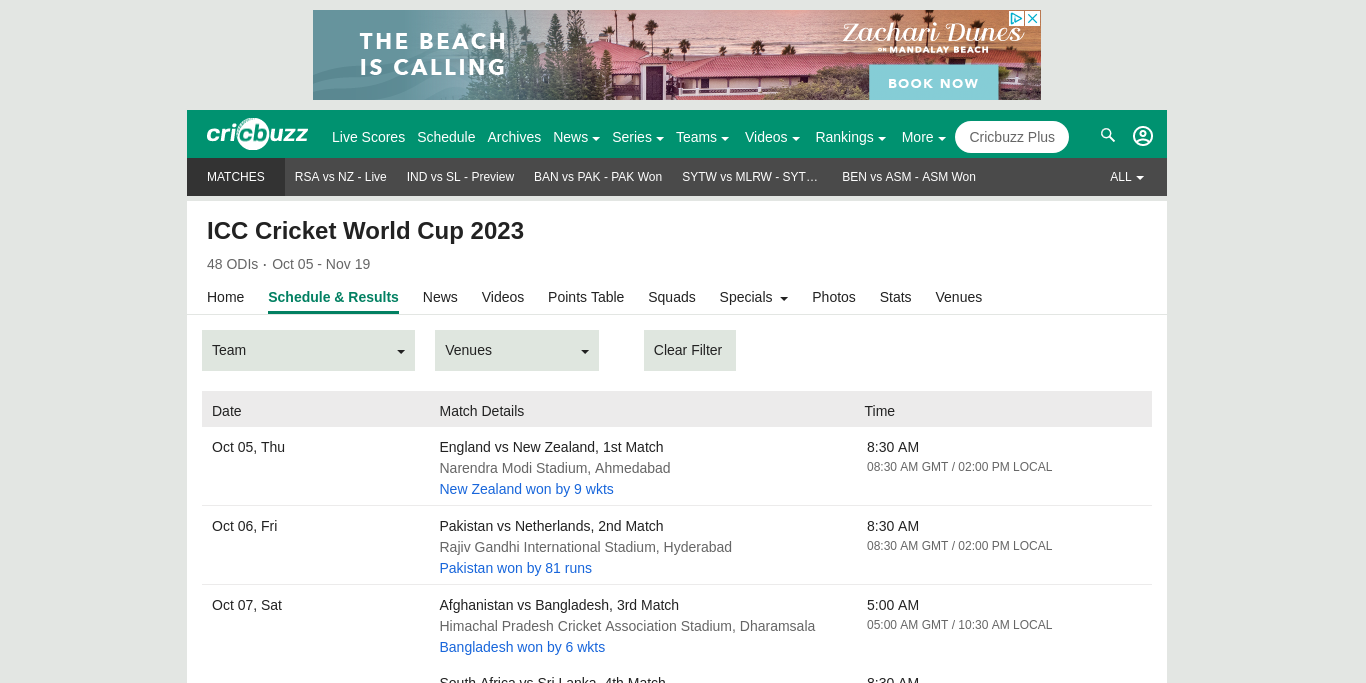 THE BEACH
IS CALLING
Zachari Dunes
ON MANDALAY BEACH
BOOK NOW
cricbuzz
Live Scores Schedule Archives News Series Teams Videos Rankings More Cricbuzz Plus
MATCHES RSA vs NZ - Live IND vs SL - Preview BAN vs PAK - PAK Won SYTW vs MLRW - SYT… BEN vs ASM - ASM Won ALL
ICC Cricket World Cup 2023
48 ODIs · Oct 05 - Nov 19
Home Schedule & Results News Videos Points Table Squads Specials Photos Stats Venues
Team Venues Clear Filter
Date Match Details Time
Oct 05, Thu England vs New Zealand, 1st Match 8:30 AM
Narendra Modi Stadium, Ahmedabad 08:30 AM GMT / 02:00 PM LOCAL
New Zealand won by 9 wkts
Oct 06, Fri Pakistan vs Netherlands, 2nd Match 8:30 AM
Rajiv Gandhi International Stadium, Hyderabad 08:30 AM GMT / 02:00 PM LOCAL
Pakistan won by 81 runs
Oct 07, Sat Afghanistan vs Bangladesh, 3rd Match 5:00 AM
Himachal Pradesh Cricket Association Stadium, Dharamsala 05:00 AM GMT / 10:30 AM LOCAL
Bangladesh won by 6 wkts
South Africa vs Sri Lanka, 4th Match 8:30 AM